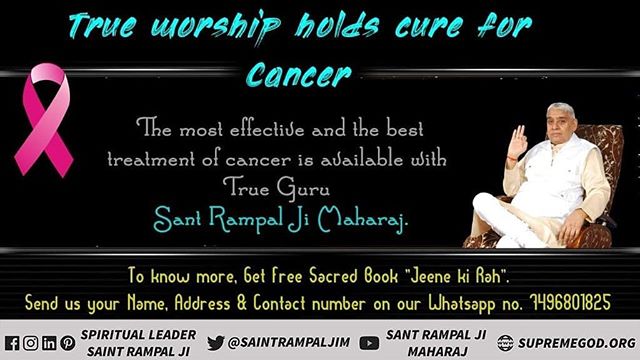 True worship holds cure for
Cancer
The most effective and the best
treatment of cancer is available with
True Guru
Sant Rampal Ji Maharaj.
To know more, Get Free Sacred Book "Jeene ki Rah".
Send us your Name, Address & Contact number on our Whatsapp no. 7496801825
SPIRITUAL LEADER
SAINT RAMPAL JI
@SAINTRAMPALJIM
SANT RAMPAL JI
MAHARAJ
SUPREMEGOD.ORG